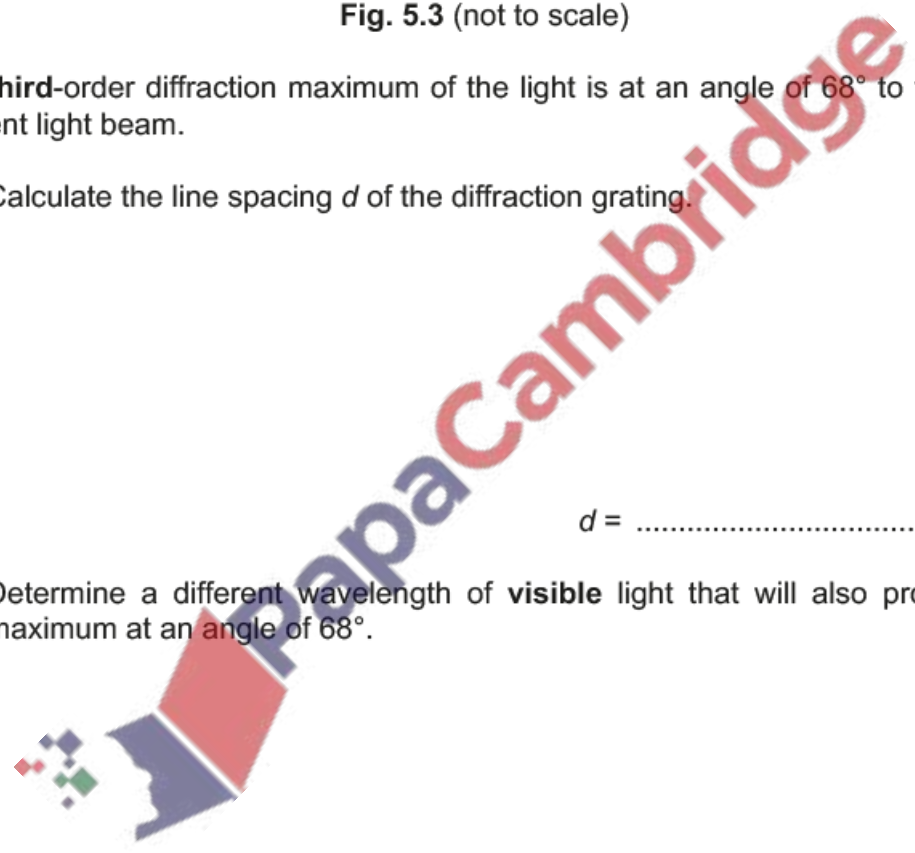 Fig. 5.3 (not to scale)
hird-order diffraction maximum of the light is at an angle of 68° to
nt light beam.
Calculate the line spacing d of the diffraction grating.
d = ..................................
Determine a different wavelength of visible light that will also pro
maximum at an angle of 68°.
PapaCambridge